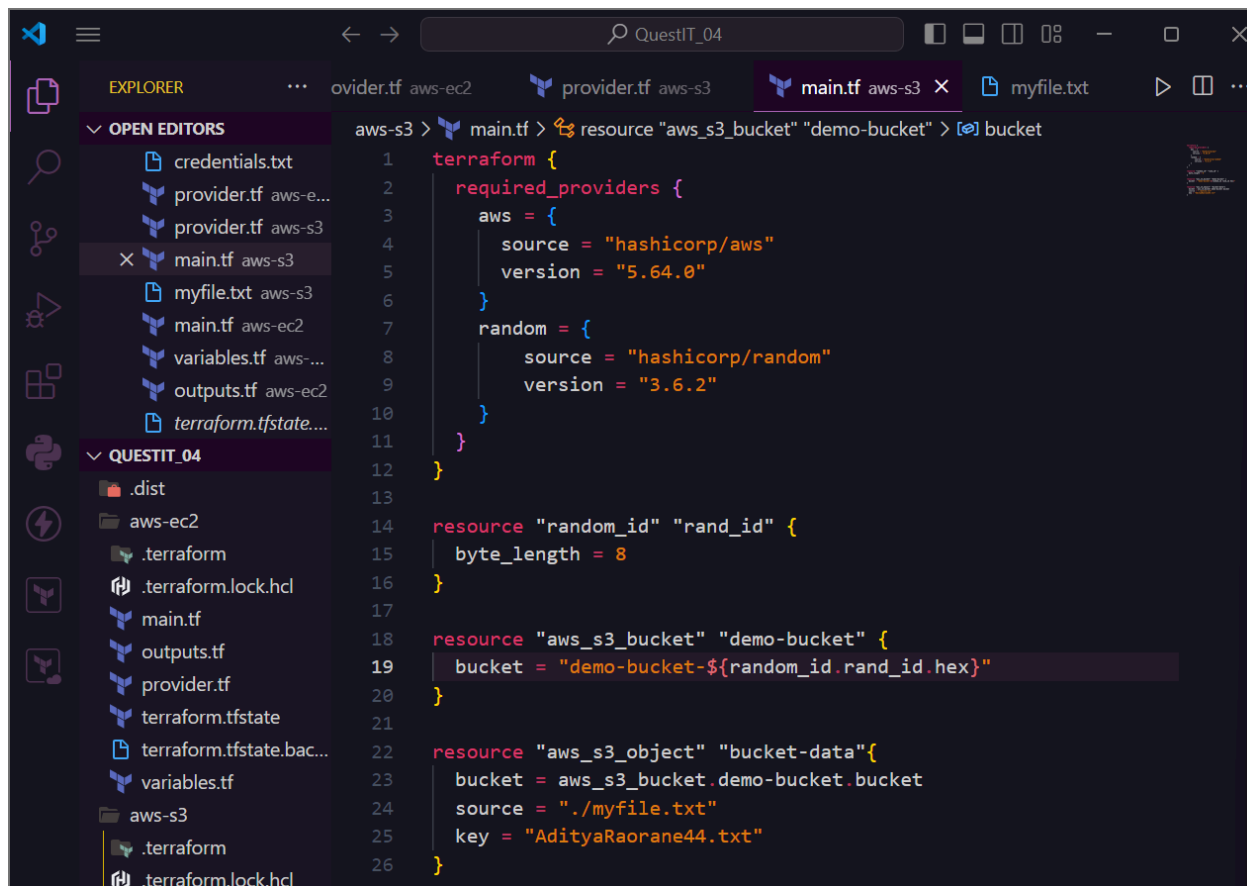 QuestIT_04
EXPLORER
ovider.tf aws-ec2
provider.tf aws-s3
main.tf aws-s3
myfile.txt
OPEN EDITORS
credentials.txt
provider.tf aws-e...
provider.tf aws-s3
main.tf aws-s3
myfile.txt aws-s3
main.tf aws-ec2
variables.tf aws-...
outputs.tf aws-ec2
terraform.tfstate....
QUESTIT_04
.dist
aws-ec2
.terraform
.terraform.lock.hcl
main.tf
outputs.tf
provider.tf
terraform.tfstate
terraform.tfstate.bac...
variables.tf
aws-s3
.terraform
.terraform.lock.hcl
aws-s3 > main.tf > resource "aws_s3_bucket" "demo-bucket" > bucket
1 terraform {
2   required_providers {
3     aws = {
4       source = "hashicorp/aws"
5       version = "5.64.0"
6     }
7     random = {
8         source = "hashicorp/random"
9         version = "3.6.2"
10     }
11   }
12 }
13
14 resource "random_id" "rand_id" {
15   byte_length = 8
16 }
17
18 resource "aws_s3_bucket" "demo-bucket" {
19   bucket = "demo-bucket-${random_id.rand_id.hex}"
20 }
21
22 resource "aws_s3_object" "bucket-data"{
23   bucket = aws_s3_bucket.demo-bucket.bucket
24   source = "./myfile.txt"
25   key = "AdityaRaorane44.txt"
26 }